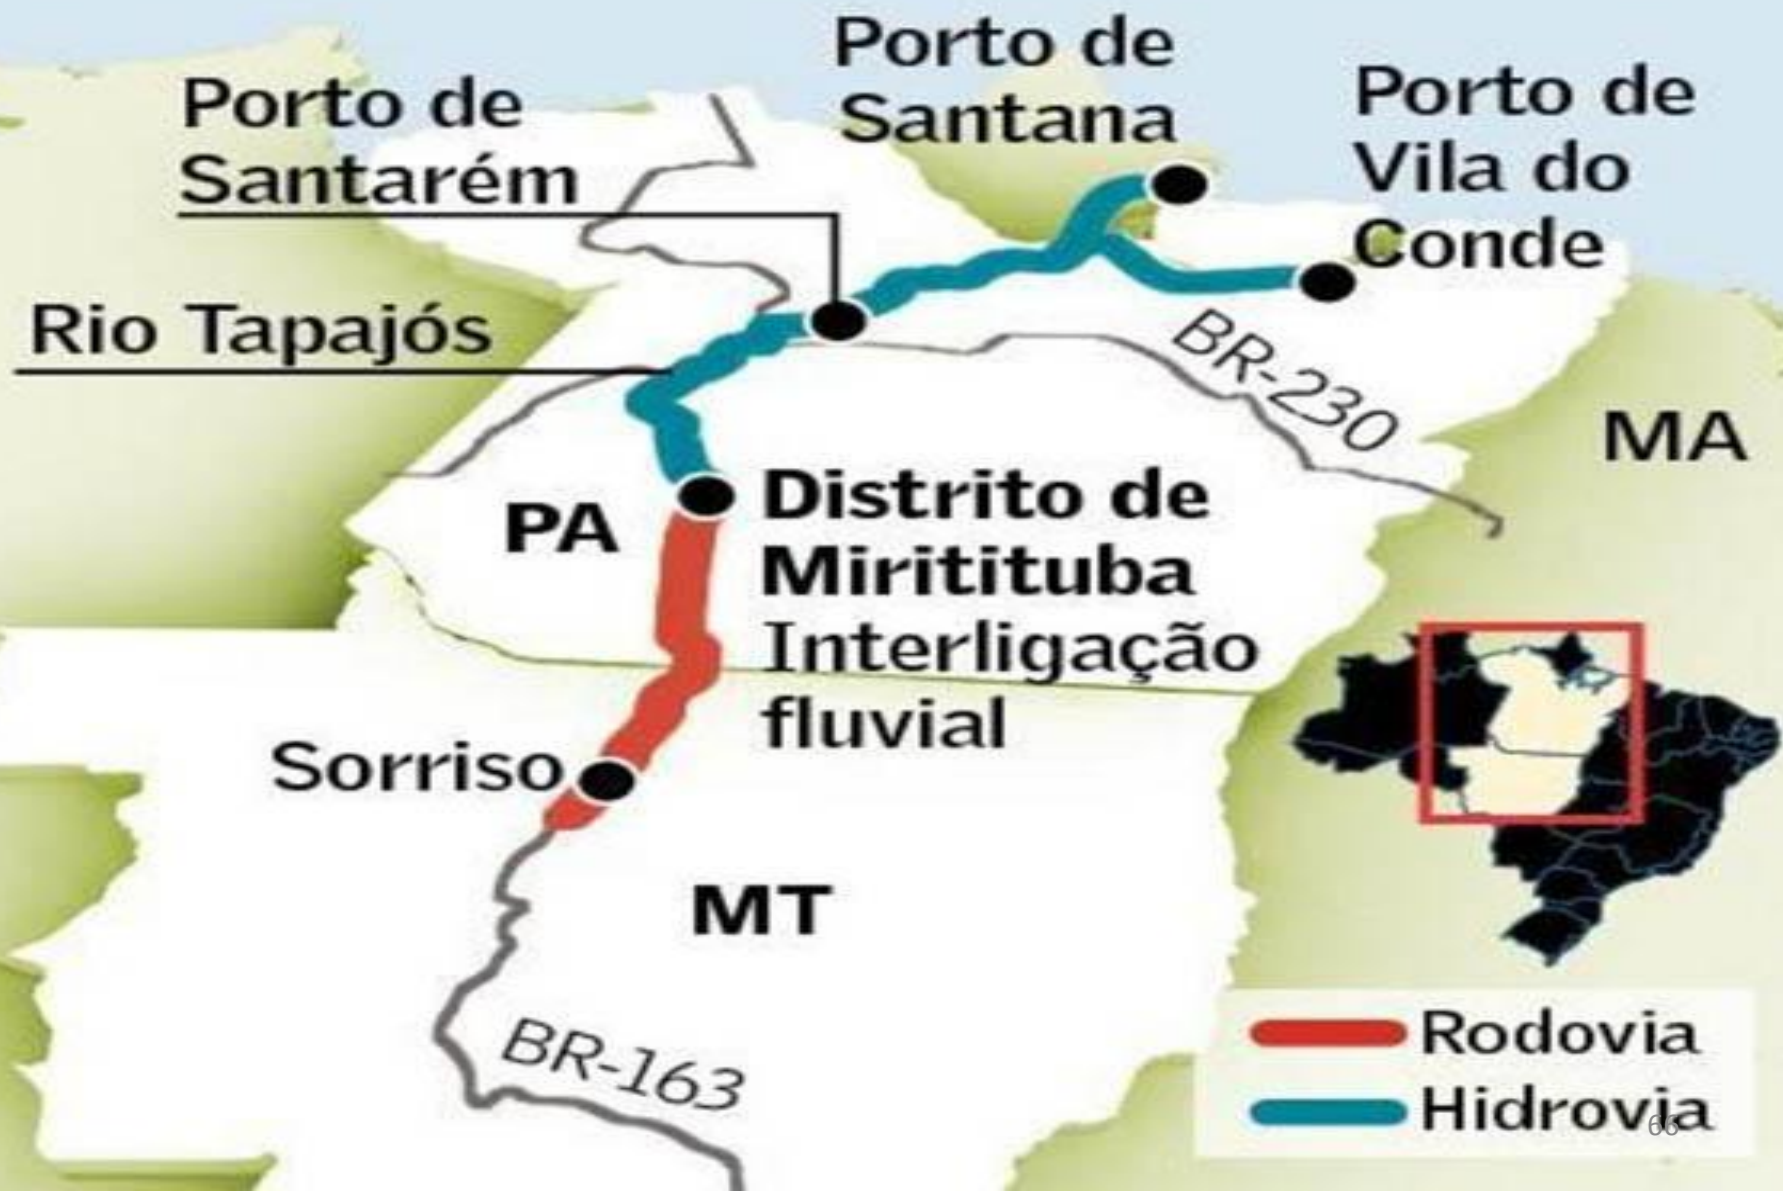 Porto de
Santana
Porto de
Santarém
Porto de
Vila do
Conde
Rio Tapajós
BR-230
MA
PA
Distrito de
Miritituba
Interligação
fluvial
Sorriso
MT
BR-163
Rodovia
Hidrovia
66